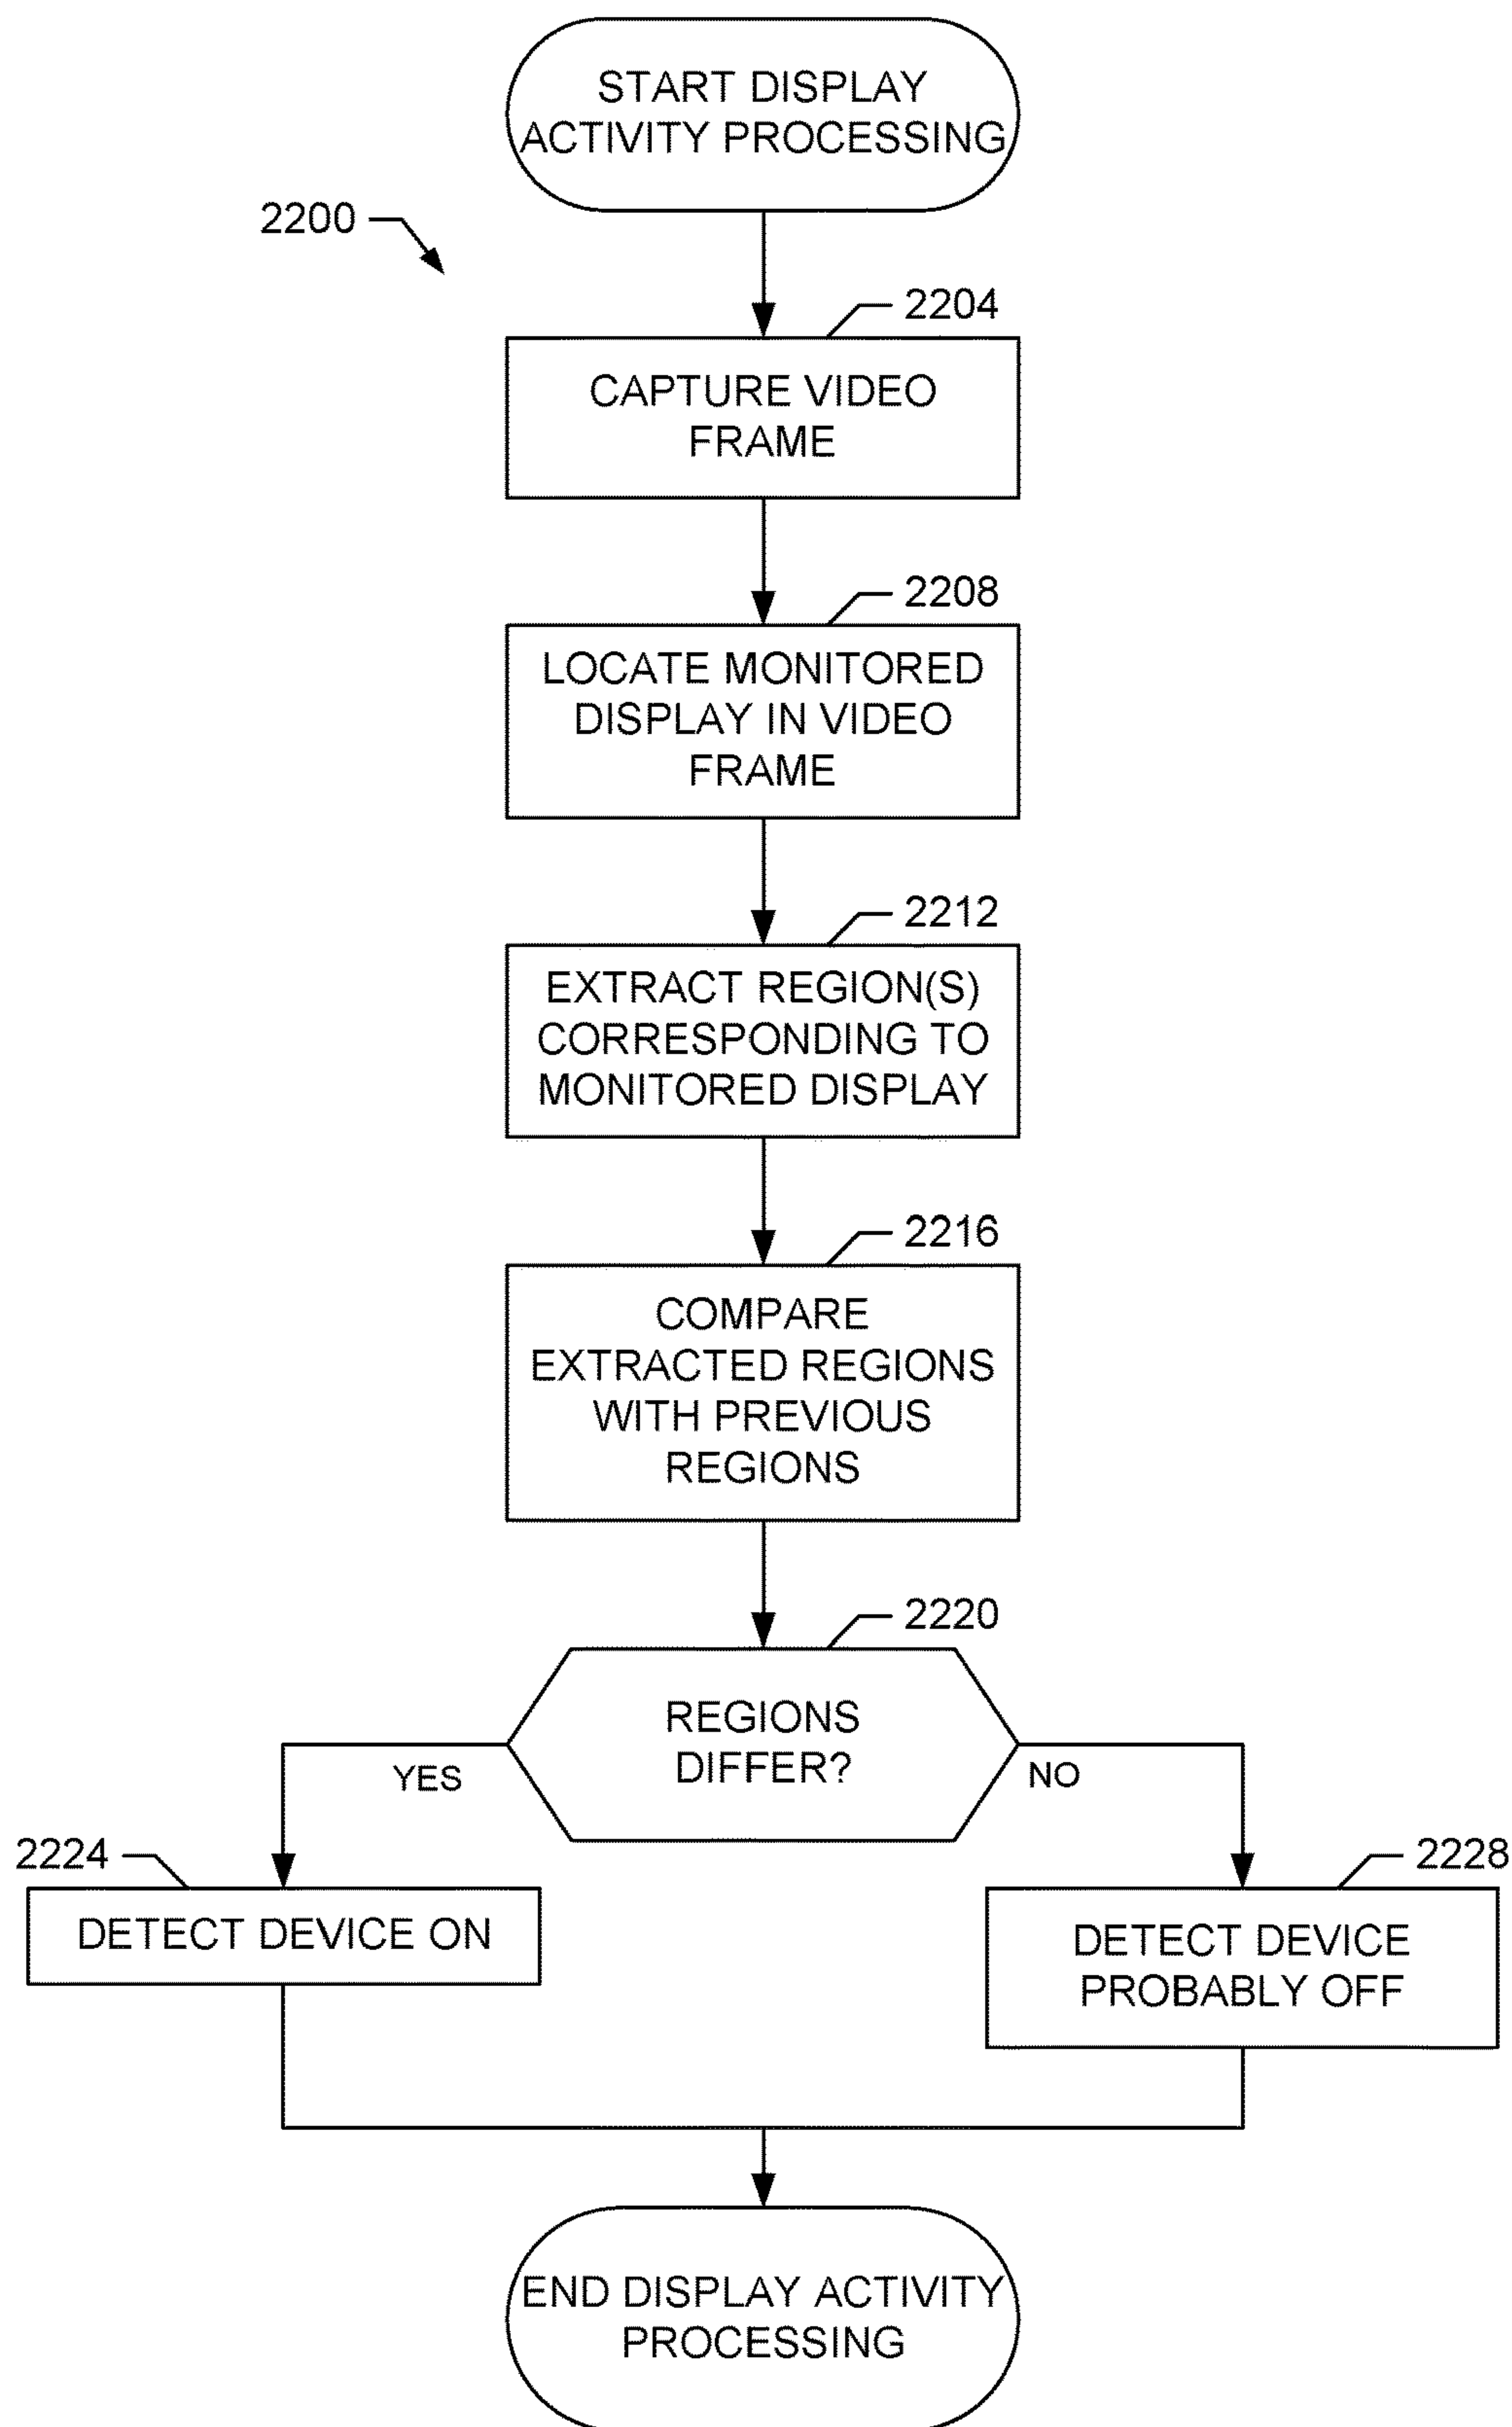 START DISPLAY
ACTIVITY PROCESSING
2200
2204
CAPTURE VIDEO
FRAME
2208
LOCATE MONITORED
DISPLAY IN VIDEO
FRAME
2212
EXTRACT REGION(S)
CORRESPONDING TO
MONITORED DISPLAY
2216
COMPARE
EXTRACTED REGIONS
WITH PREVIOUS
REGIONS
2220
REGIONS
DIFFER?
YES
NO
2224
DETECT DEVICE ON
2228
DETECT DEVICE
PROBABLY OFF
END DISPLAY ACTIVITY
PROCESSING